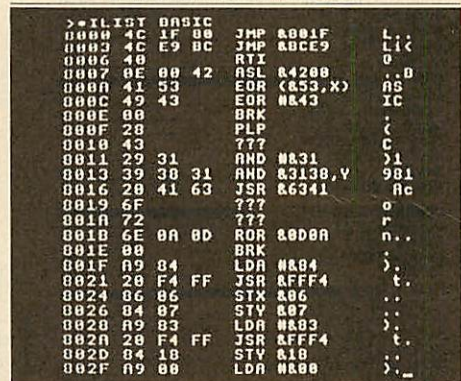 >*ILIST BASIC
8000 4C 1F 80 JMP &801F L..
8003 4C E9 BC JMP &BCE9 Li<
8006 40 RTI @
8007 0E 00 42 ASL &4200 ..B
800A 41 53 EOR (&53,X) AS
800C 49 43 EOR #&43 IC
800E 00 BRK .
800F 28 PLP (
8010 43 ??? C
8011 29 31 AND #&31 )1
8013 39 38 31 AND &3138,Y 981
8016 20 41 63 JSR &6341 Ac
8019 6F ??? o
801A 72 ??? r
801B 6E 0A 0D ROR &0D0A n..
801E 00 BRK .
801F A9 84 LDA #&84 ).
8021 20 F4 FF JSR &FFF4 t.
8024 86 06 STX &06 ..
8026 84 07 STY &07 ..
8028 A9 83 LDA #&83 ).
802A 20 F4 FF JSR &FFF4 t.
802D 84 18 STY &18 ..
802F A9 00 LDA #&00 )._